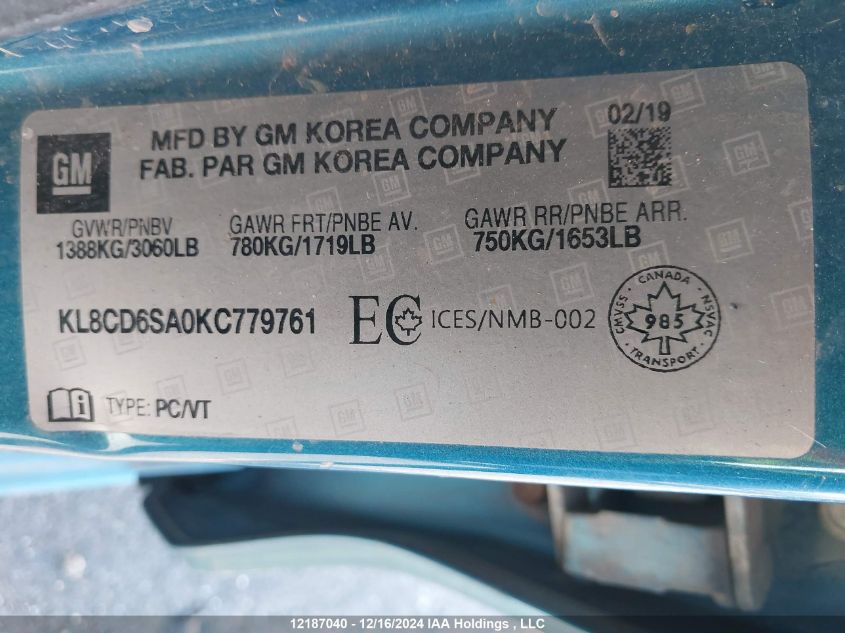 GM
MFD BY GM KOREA COMPANY
FAB. PAR GM KOREA COMPANY
02/19
GVWR/PNBV
1388KG/3060LB
GAWR FRT/PNBE AV.
780KG/1719LB
GAWR RR/PNBE ARR.
750KG/1653LB
KL8CD6SA0KC779761
EC ICES/NMB-002
CANADA
CMVSS
985
NSVAC
TRANSPORT
i TYPE: PC/VT
12187040 - 12/16/2024 IAA Holdings , LLC